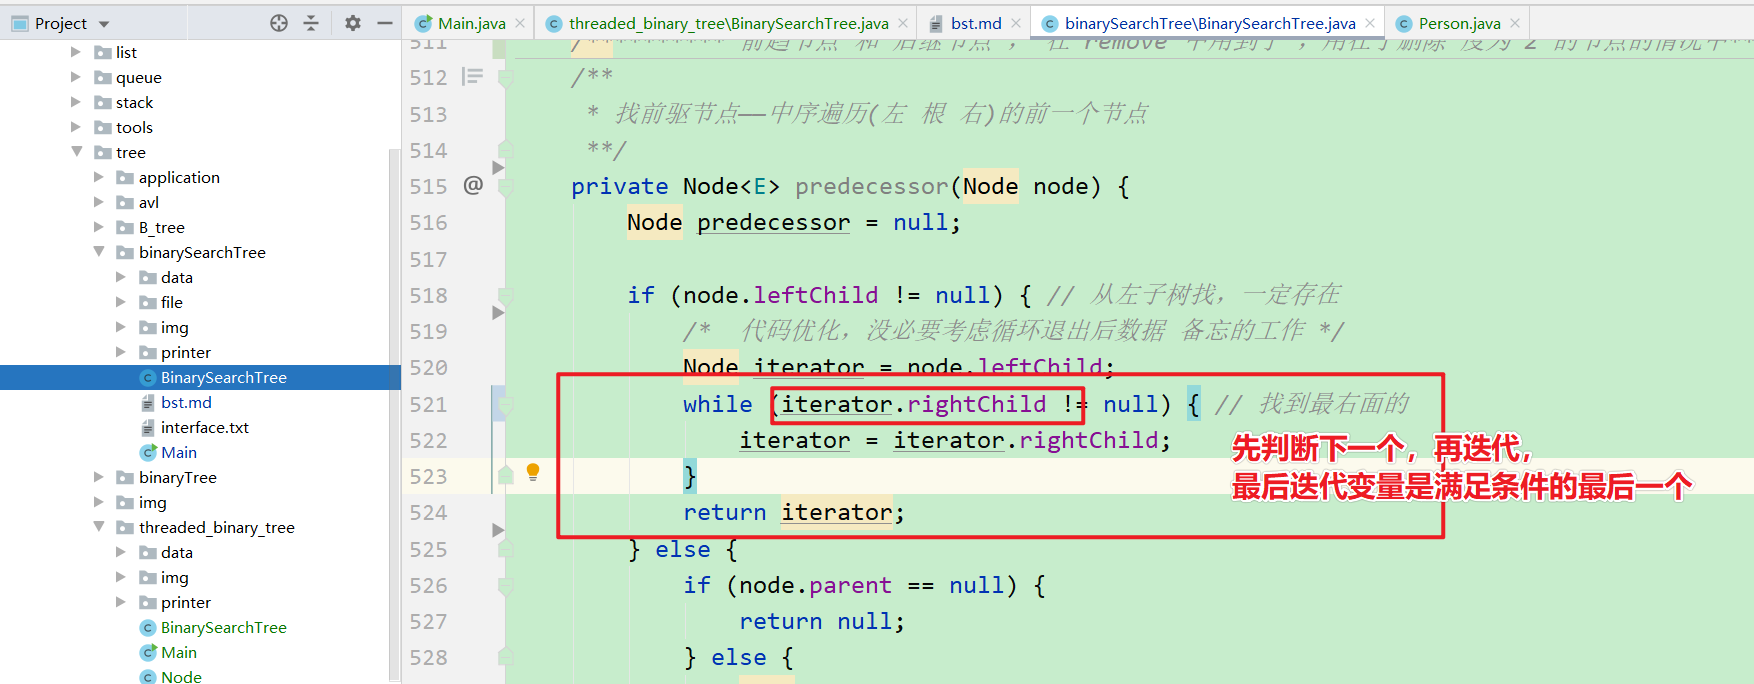 Project
Main.java
threaded_binary_tree\BinarySearchTree.java
bst.md
binarySearchTree\BinarySearchTree.java
Person.java
list
queue
stack
tools
tree
application
avl
B_tree
binarySearchTree
data
file
img
printer
BinarySearchTree
bst.md
interface.txt
Main
binaryTree
img
threaded_binary_tree
data
img
printer
BinarySearchTree
Main
Node
512 /**
513 * 找前驱节点——中序遍历(左 根 右)的前一个节点
514 **/
515 @ private Node<E> predecessor(Node node) {
516 Node predecessor = null;
517
518 if (node.leftChild != null) { // 从左子树找，一定存在
519 /* 代码优化，没必要考虑循环退出后数据 备忘的工作 */
520 Node iterator = node.leftChild;
521 while (iterator.rightChild != null) { // 找到最右面的
522 iterator = iterator.rightChild;
523 }
524 return iterator;
525 } else {
526 if (node.parent == null) {
527 return null;
528 } else {
先判断下一个，再迭代，
最后迭代变量是满足条件的最后一个